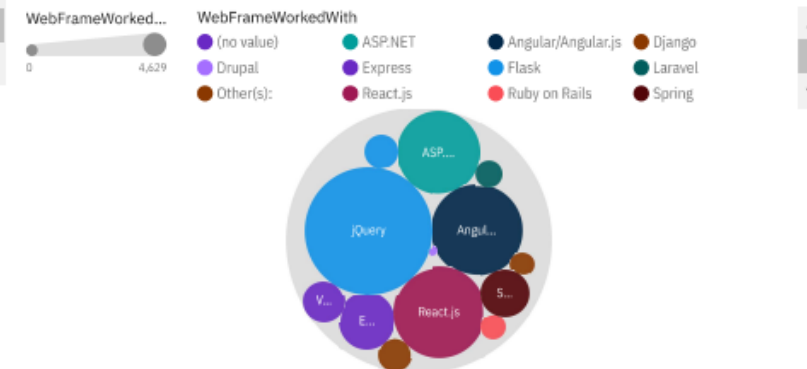 WebFrameWorked...
0 4,629
WebFrameWorkedWith
(no value) ASP.NET Angular/Angular.js Django
Drupal Express Flask Laravel
Other(s): React.js Ruby on Rails Spring
ASP....
jQuery Angul...
V... E... React.js S...